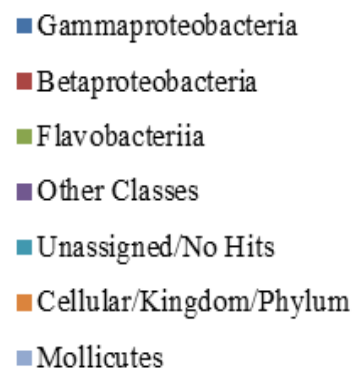 Gammaproteobacteria
Betaproteobacteria
Flavobacteriia
Other Classes
Unassigned/No Hits
Cellular/Kingdom/Phylum
Mollicutes